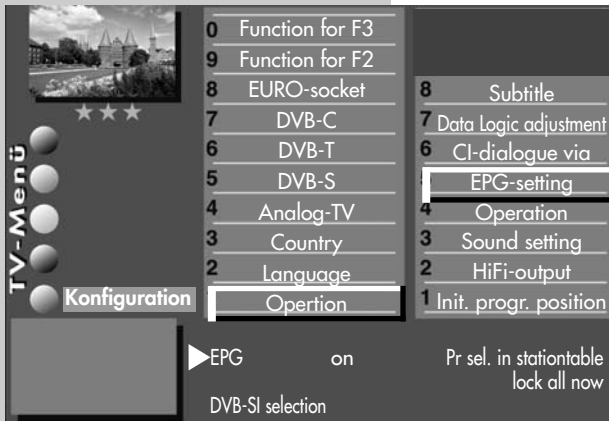 TV-Menü
Konfiguration
0 Function for F3
9 Function for F2
8 EURO-socket
7 DVB-C
6 DVB-T
5 DVB-S
4 Analog-TV
3 Country
2 Language
Opertion
8 Subtitle
7 Data Logic adjustment
6 CI-dialogue via
5 EPG-setting
4 Operation
3 Sound setting
2 HiFi-output
1 Init. progr. position
EPG on Pr sel. in stationtable
lock all now
DVB-SI selection